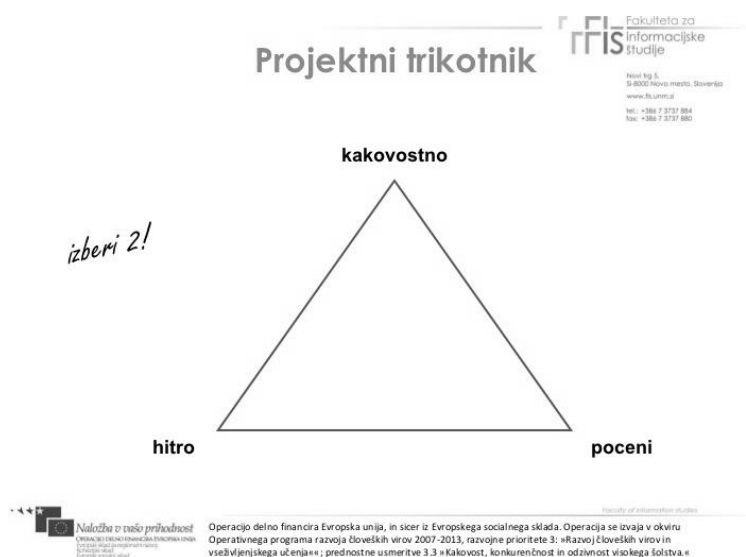 Projektni trikotnik
Fakulteta za
informacijske
študije
Novi trg 5,
SI-8000 Novo mesto, Slovenija
www.fis.unm.si
tel.: +386 7 3737 884
fax: +386 7 3737 880
kakovostno
izberi 2!
hitro
poceni
Faculty of information studies
Naložba v vašo prihodnost
OPERACIJO DELNO FINANCIRA EVROPSKA UNIJA
Evropski socialni sklad
Operacijo delno financira Evropska unija, in sicer iz Evropskega socialnega sklada. Operacija se izvaja v okviru
Operativnega programa razvoja človeških virov 2007-2013, razvojne prioritete 3: »Razvoj človeških virov in
vseživljenjskega učenja««; prednostne usmeritve 3.3 »Kakovost, konkurenčnost in odzivnost visokega šolstva.«